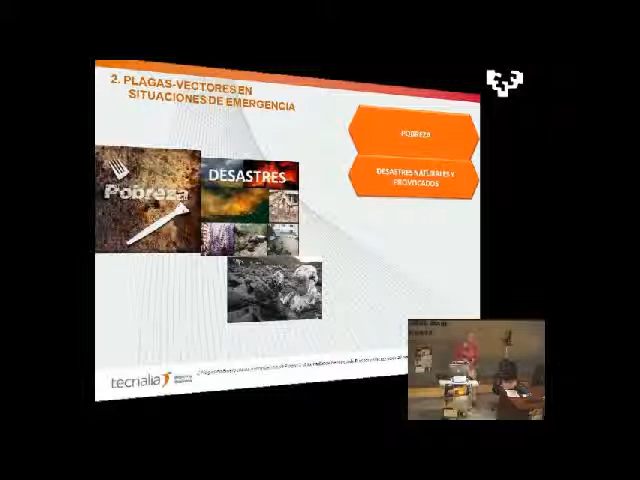 2. PLAGAS-VECTORES EN
SITUACIONES DE EMERGENCIA
POBREZA
DESASTRES NATURALES Y
PROVOCADOS
Pobreza
DESASTRES
tecnalia